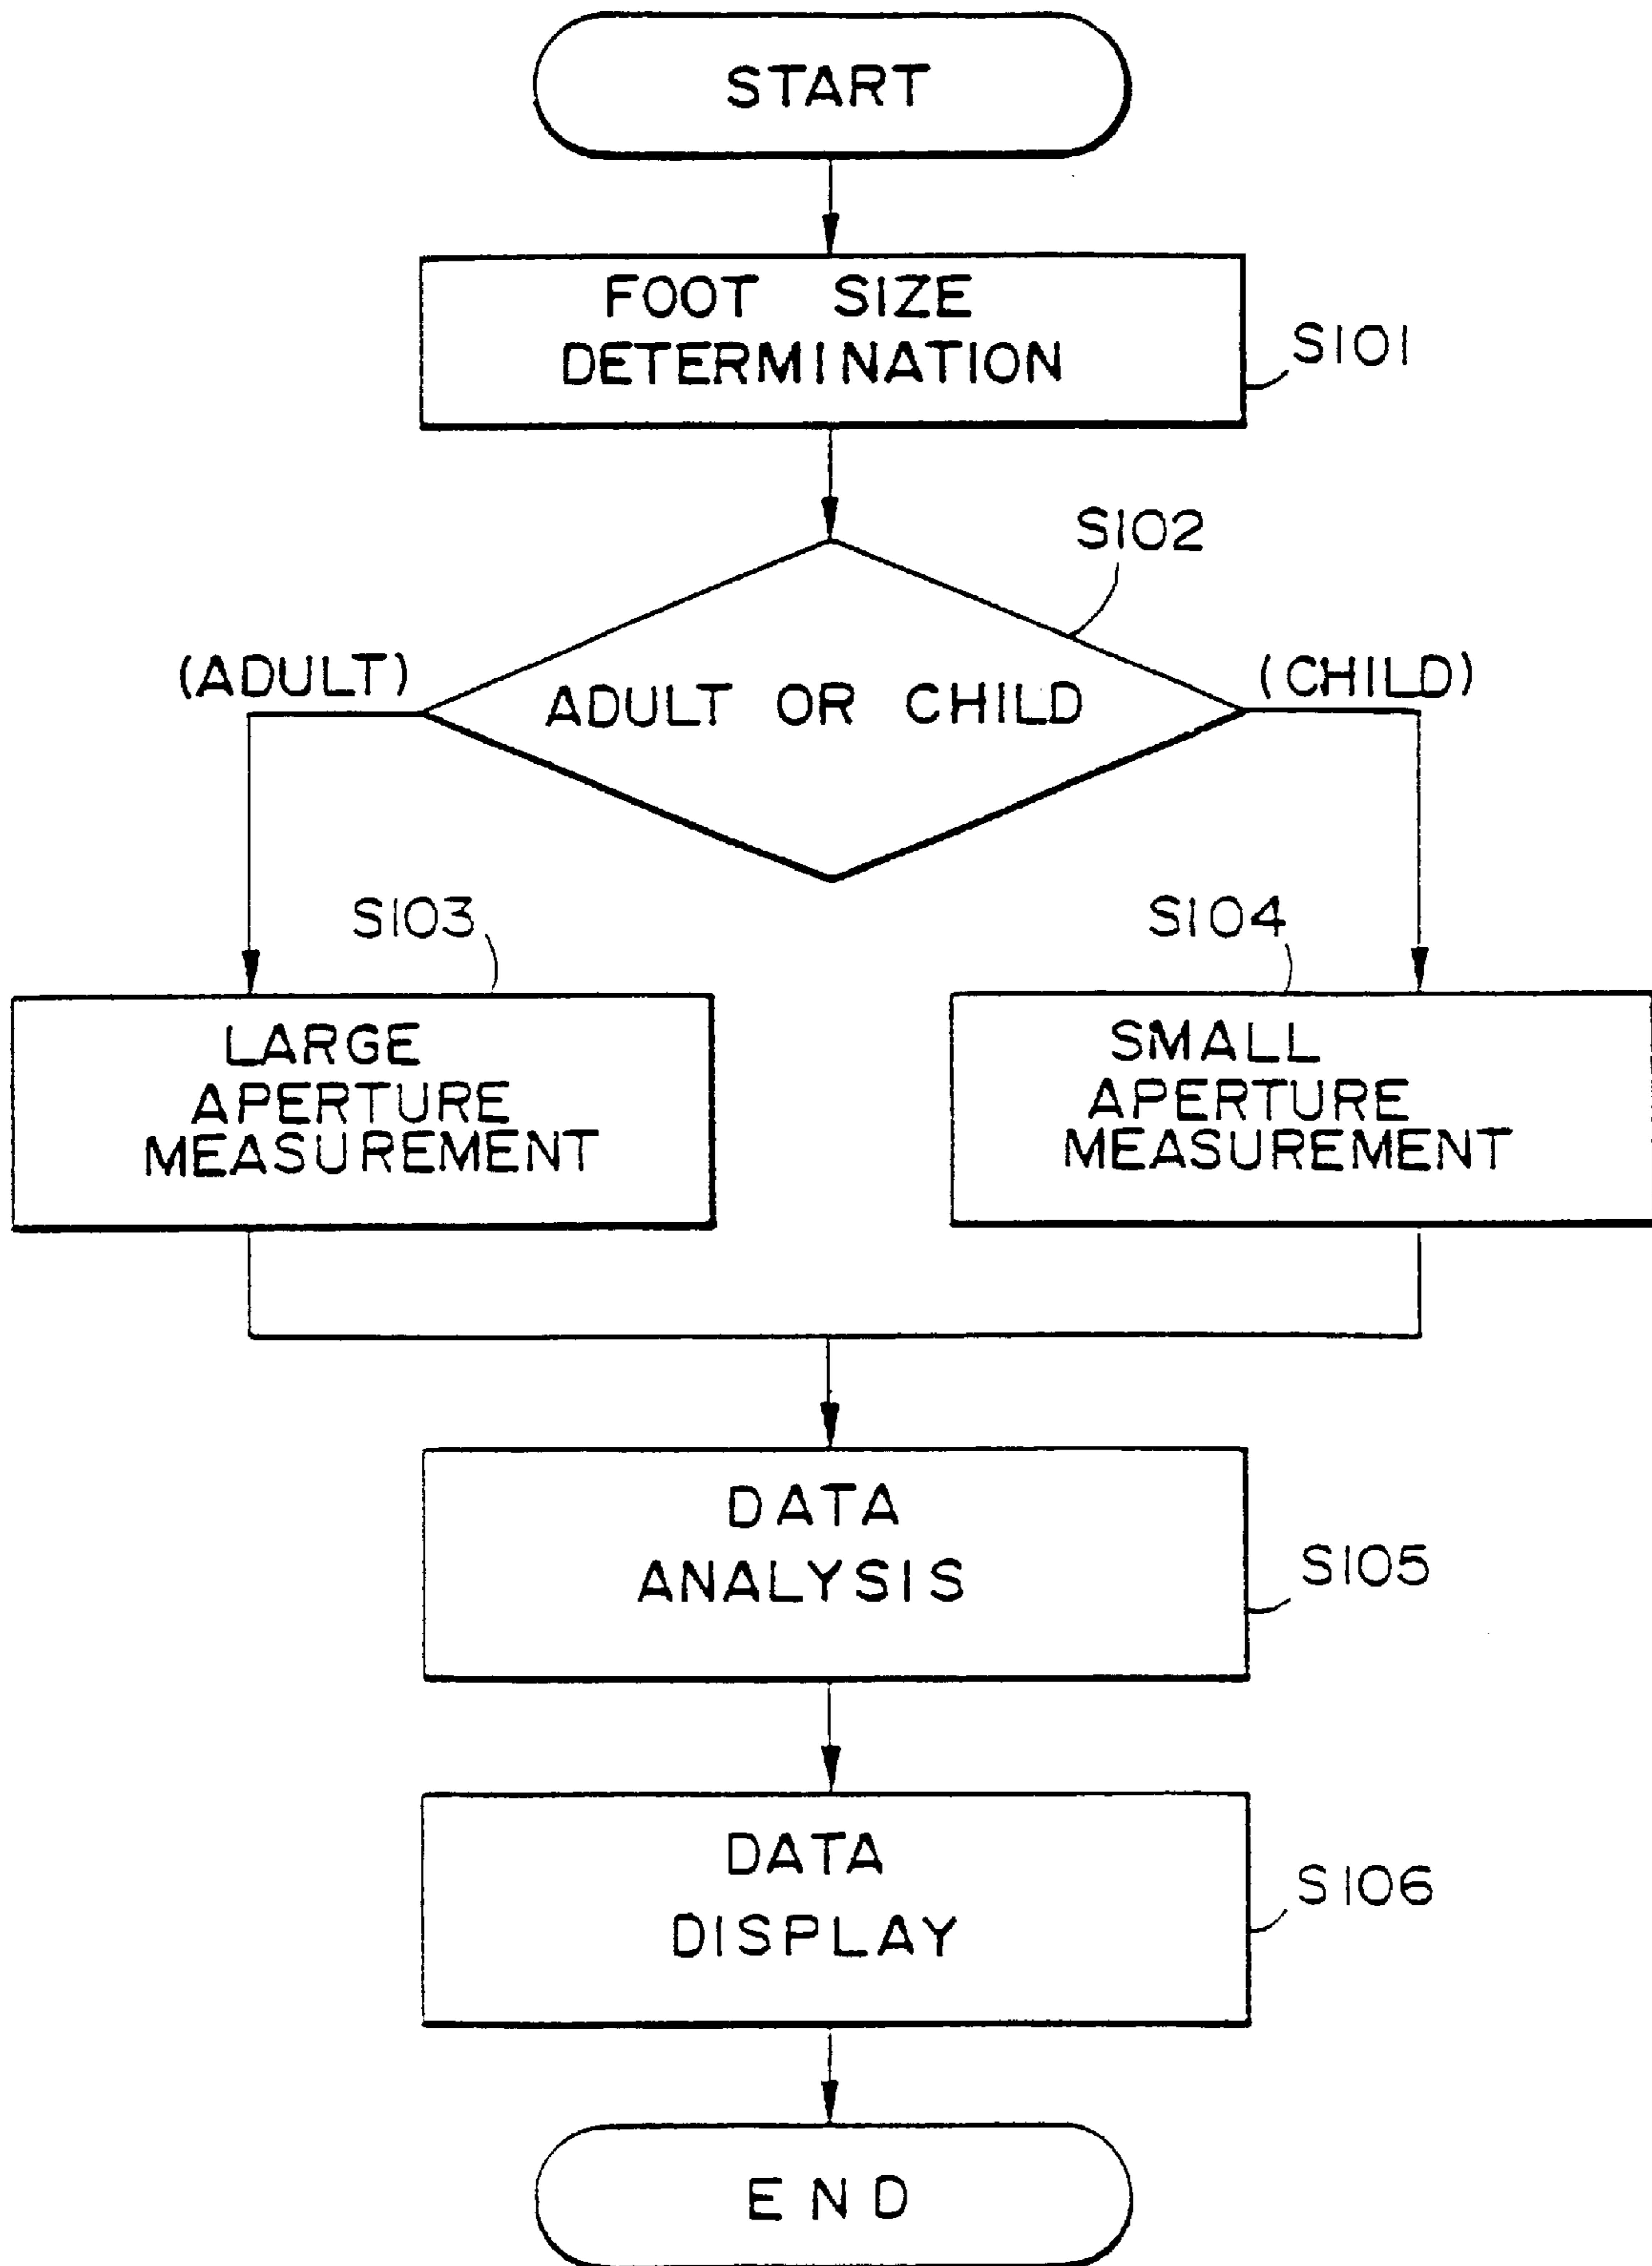 START
FOOT SIZE
DETERMINATION
S101
S102
(ADULT)
ADULT OR CHILD
(CHILD)
S103
S104
LARGE
APERTURE
MEASUREMENT
SMALL
APERTURE
MEASUREMENT
DATA
ANALYSIS
S105
DATA
DISPLAY
S106
END